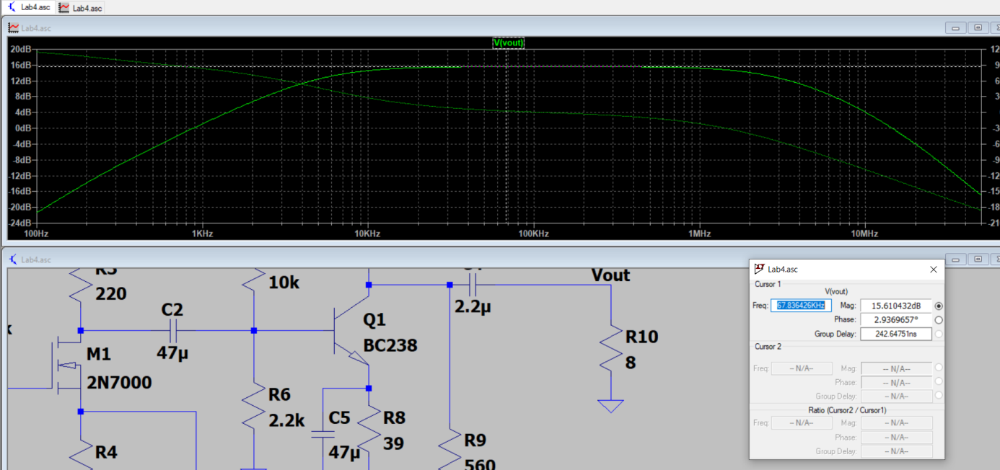 Lab4.asc Lab4.asc
Lab4.asc
V(vout)
20dB
16dB
12dB
8dB
4dB
0dB
-4dB
-8dB
-12dB
-16dB
-20dB
-24dB
12
9
6
3
-3
-6
-9
-12
-15
-18
-21
100Hz 1KHz 10KHz 100KHz 1MHz 10MHz
Lab4.asc
R3
220
10k
C2
47µ
M1
2N7000
R4
R6
2.2k
Q1
BC238
C5
47µ
R8
39
2.2µ
R9
560
Vout
R10
8
Lab4.asc
Cursor 1
V(vout)
Freq: 67.836426KHz Mag: 15.610432dB
Phase: 2.9369657°
Group Delay: 242.64751ns
Cursor 2
Freq: -- N/A-- Mag: -- N/A--
Phase: -- N/A--
Group Delay: -- N/A--
Ratio (Cursor2 / Cursor1)
Freq: -- N/A-- Mag: -- N/A--
Phase: -- N/A--
Group Delay: -- N/A--